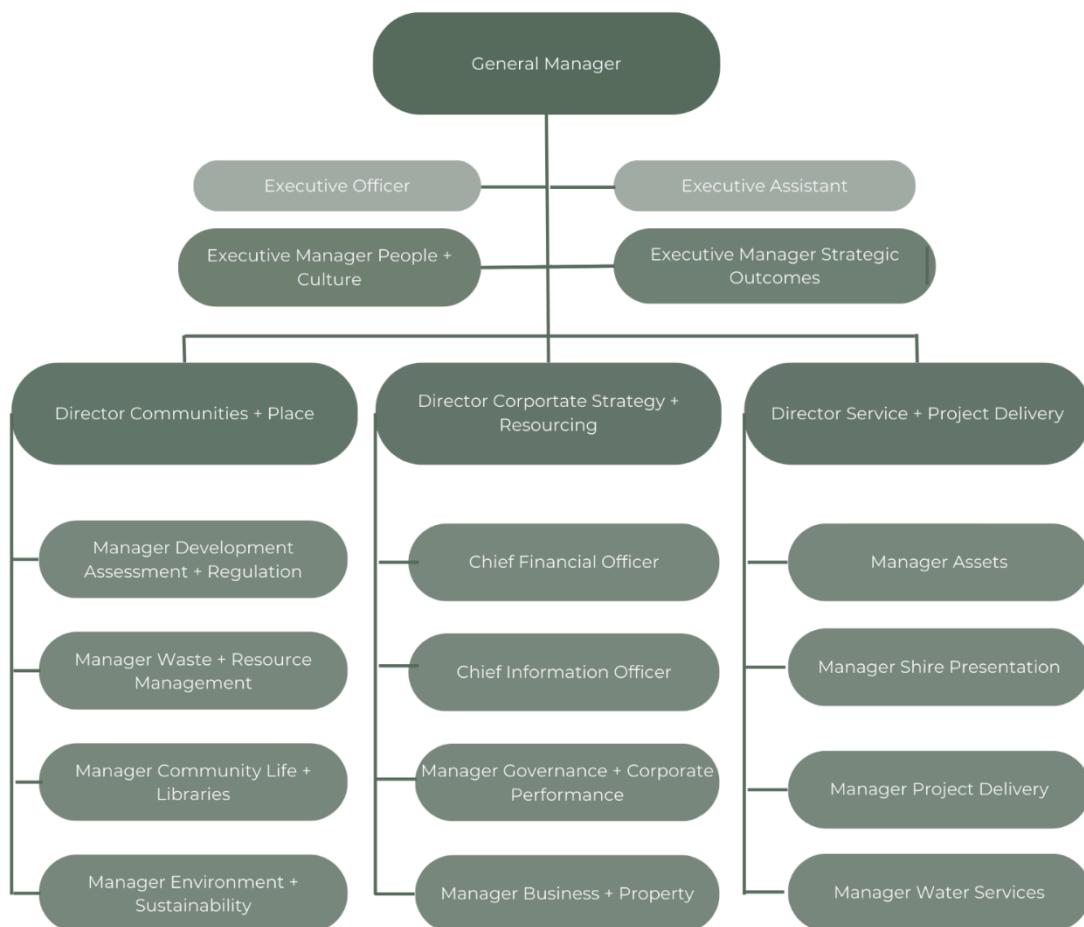 General Manager
Executive Officer
Executive Assistant
Executive Manager People +
Culture
Executive Manager Strategic
Outcomes
Director Communities + Place
Director Corportate Strategy +
Resourcing
Director Service + Project Delivery
Manager Development
Assessment + Regulation
Chief Financial Officer
Manager Assets
Manager Waste + Resource
Management
Chief Information Officer
Manager Shire Presentation
Manager Community Life +
Libraries
Manager Governance + Corporate
Performance
Manager Project Delivery
Manager Environment +
Sustainability
Manager Business + Property
Manager Water Services